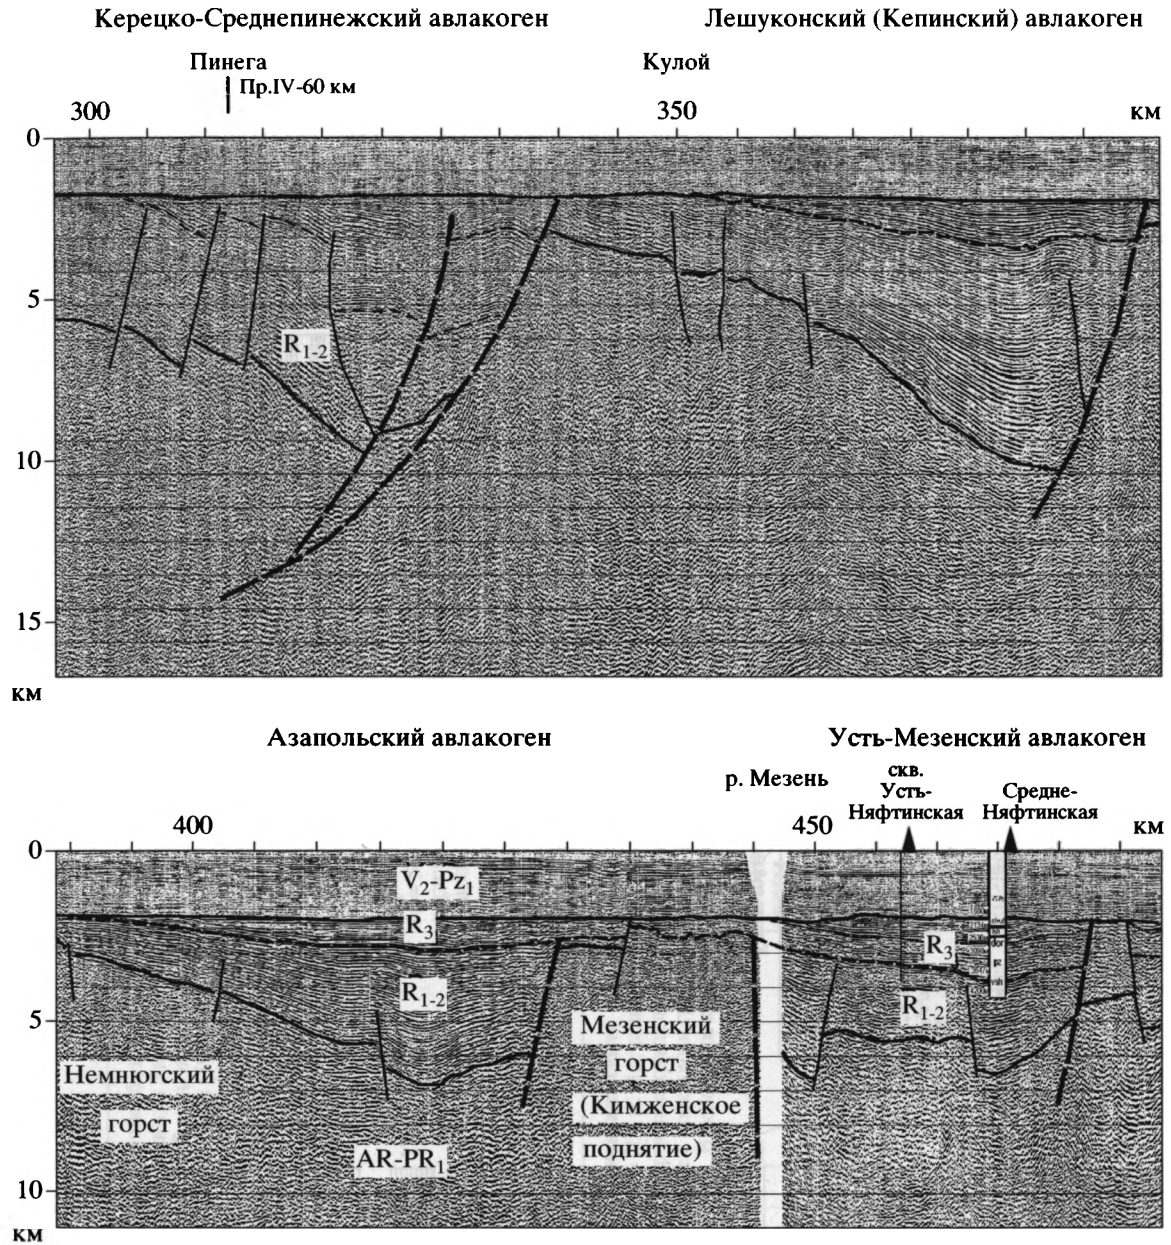 Керецко-Среднепинежский авлакоген
Лешуконский (Кепинский) авлакоген
Пинега
Кулой
Пр.IV-60 км
300
350
км
0
5
R1-2
10
15
км
Азапольский авлакоген
Усть-Мезенский авлакоген
р. Мезень
скв.
Усть-
Няфтинская
Средне-
Няфтинская
400
450
км
0
V2-Pz1
R3
R3
R1-2
R1-2
5
Мезенский
горст
(Кимженское
поднятие)
Немнюгский
горст
AR-PR1
10
км